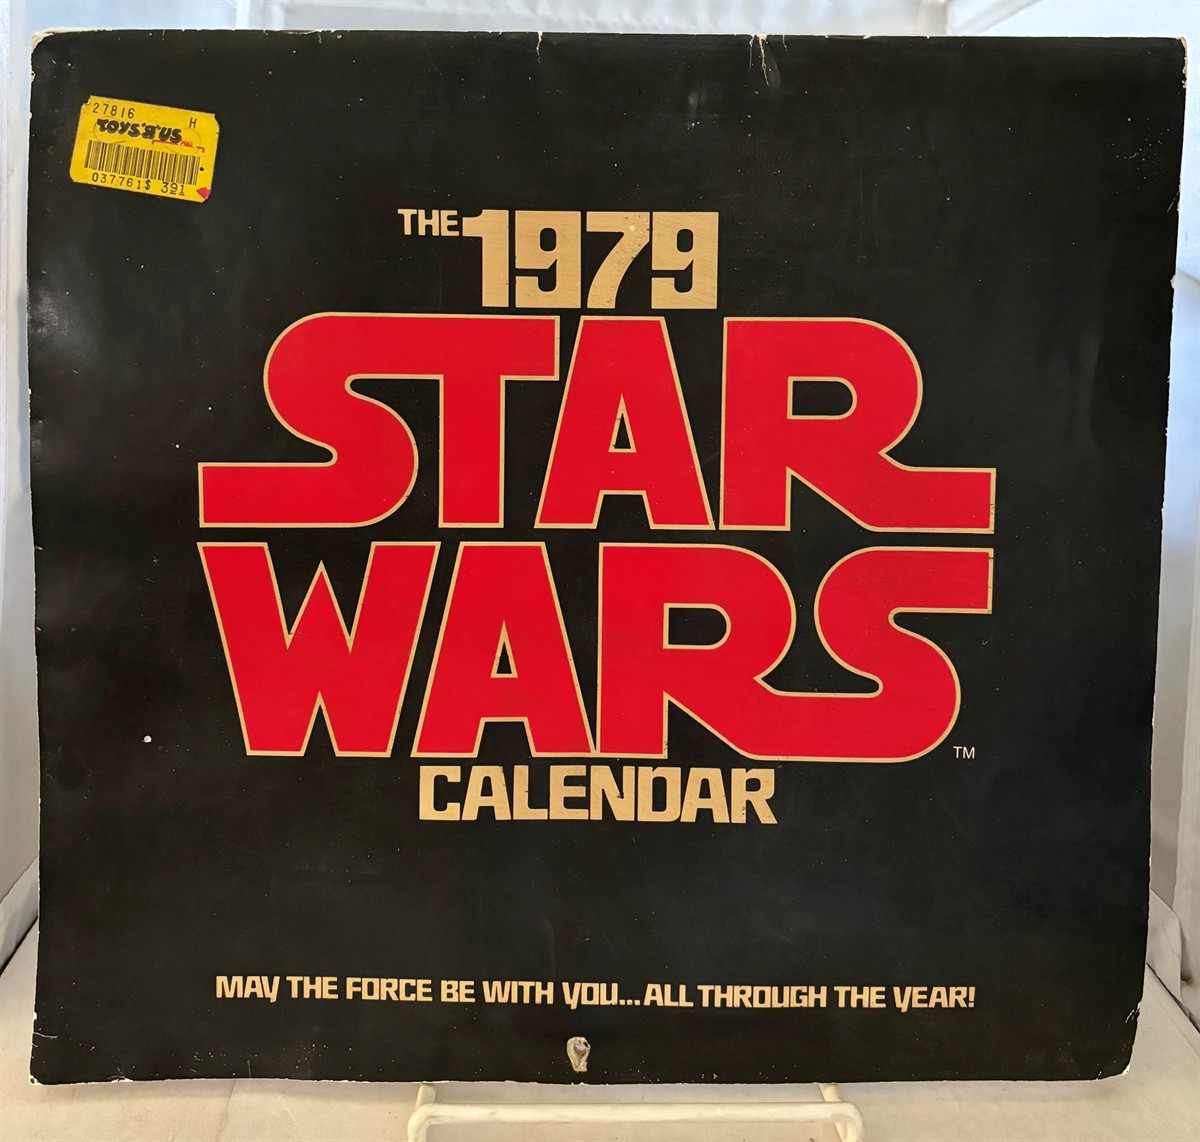 27816 H
TOYS"R"US
037761$ 391
THE 1979
STAR
WARS
TM
CALENDAR
MAY THE FORCE BE WITH YOU...ALL THROUGH THE YEAR!